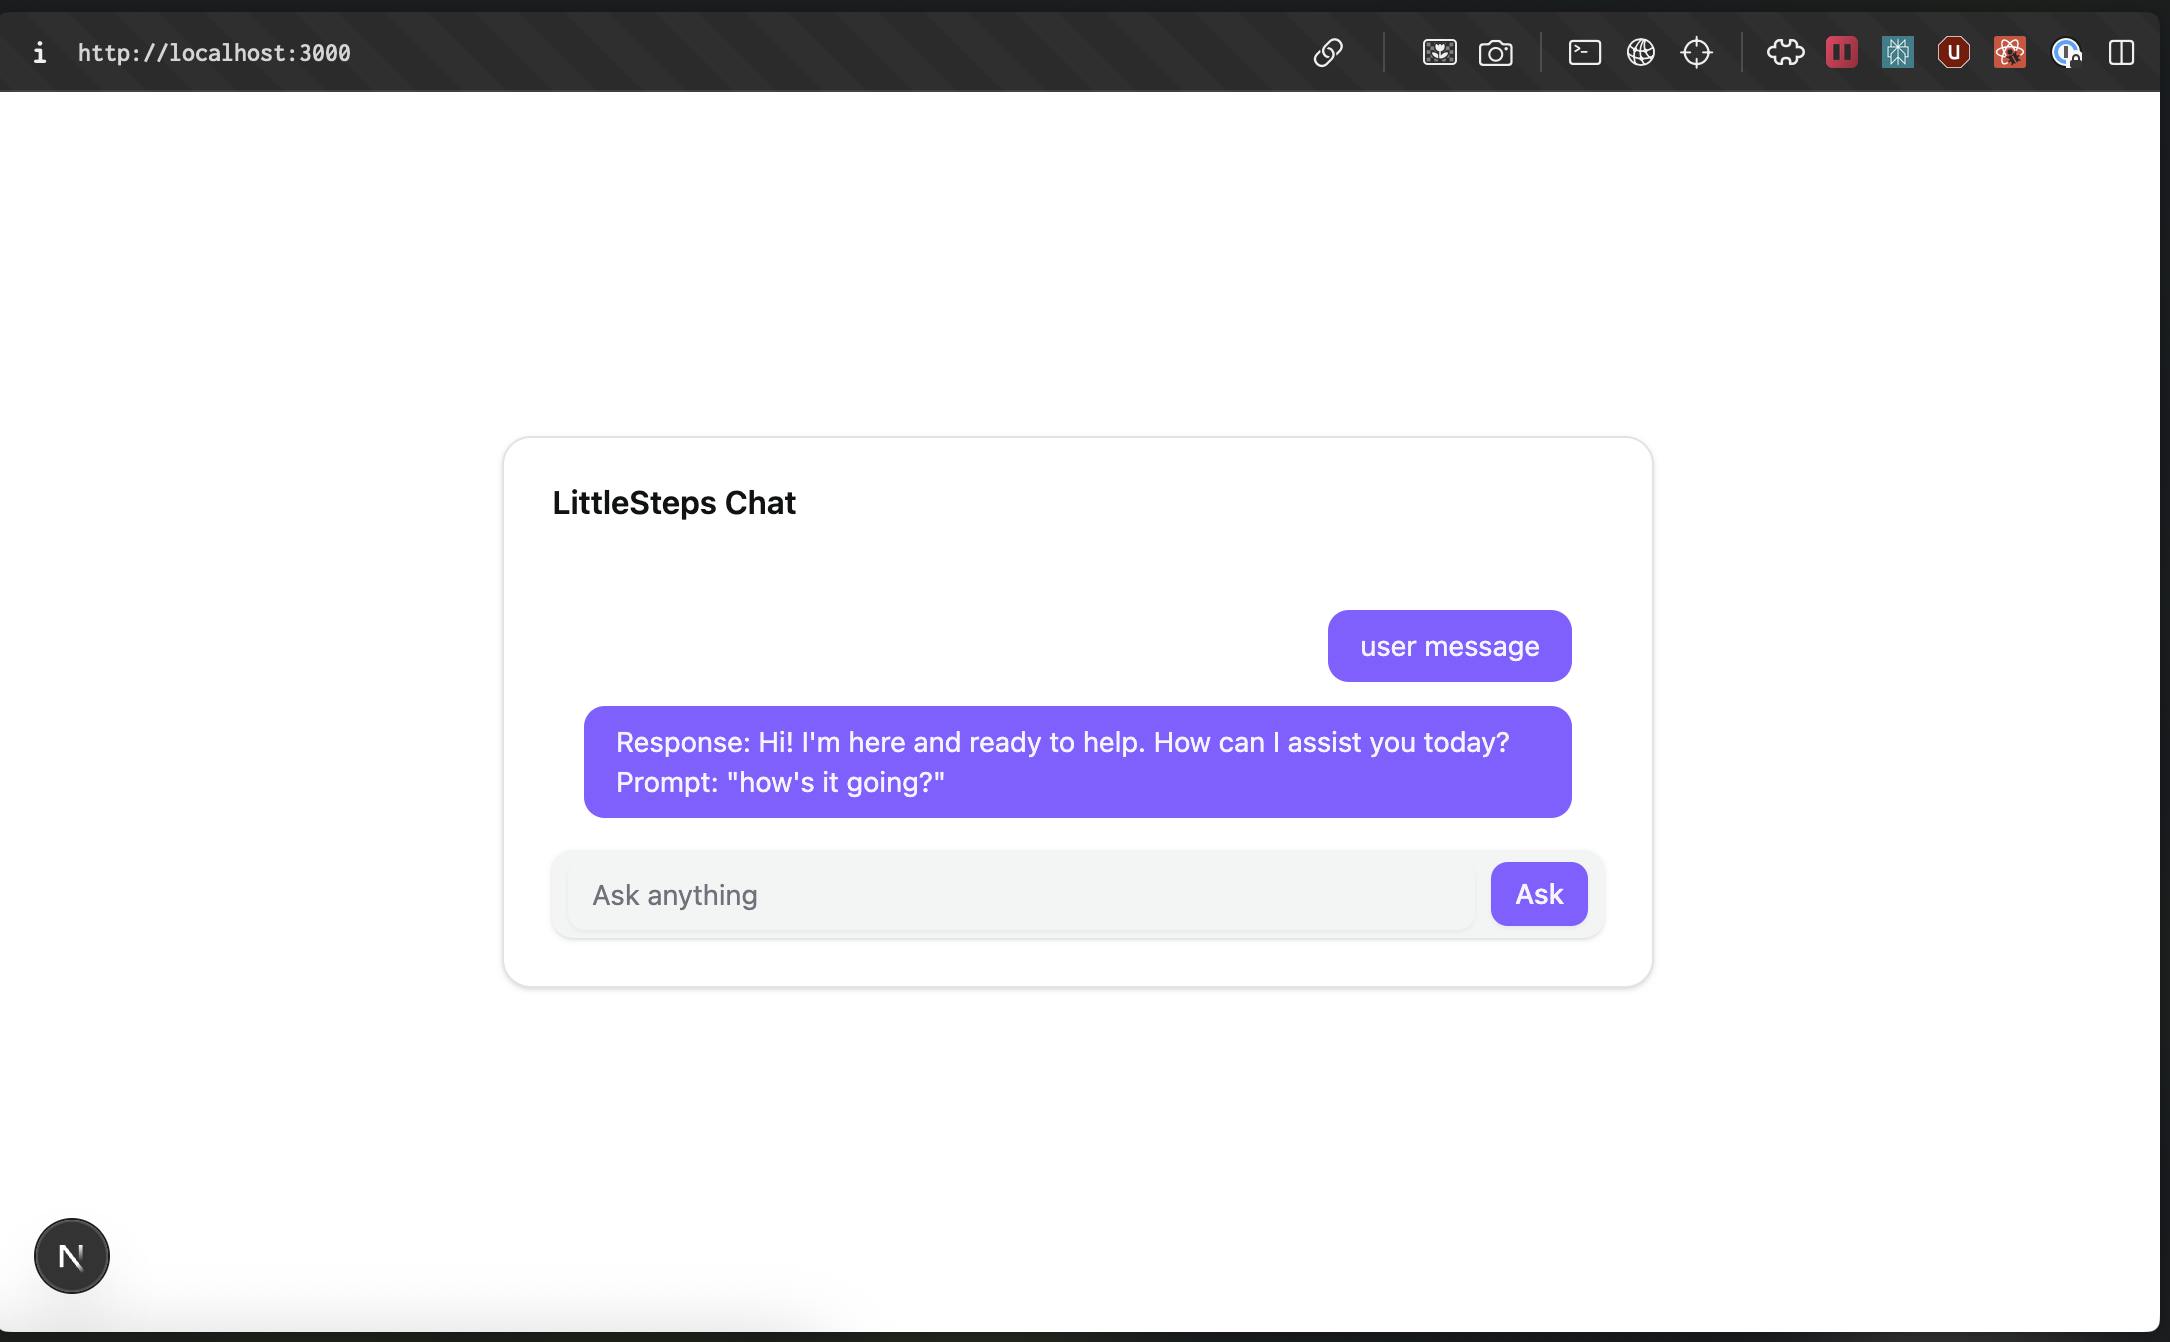 http://localhost:3000
LittleSteps Chat
user message
Response: Hi! I'm here and ready to help. How can I assist you today?
Prompt: "how's it going?"
Ask anything
Ask
N